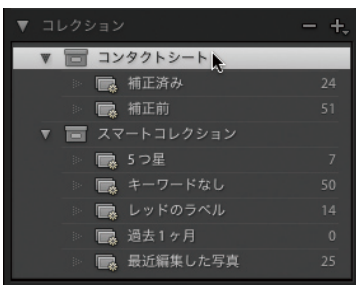 コレクション
コンタクトシート
補正済み 24
補正前 51
スマートコレクション
5つ星 7
キーワードなし 50
レッドのラベル 14
過去1ヶ月 0
最近編集した写真 25